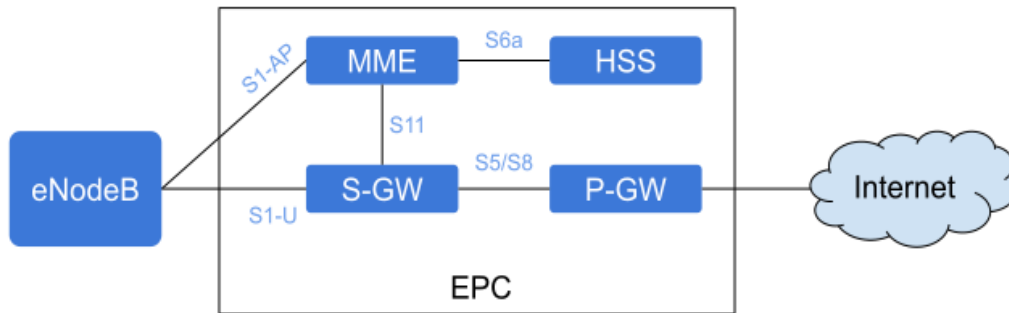 S6a
MME
HSS
S1-AP
S11
eNodeB
S5/S8
S-GW
P-GW
Internet
S1-U
EPC